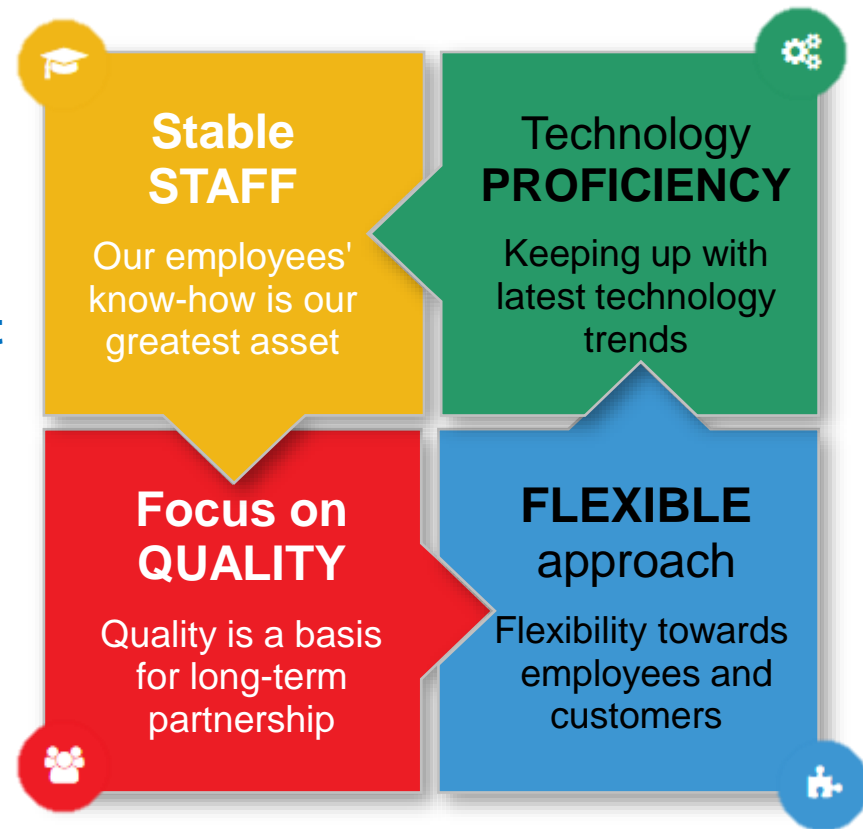 Stable
STAFF
Our employees'
know-how is our
greatest asset
Technology
PROFICIENCY
Keeping up with
latest technology
trends
Focus on
QUALITY
Quality is a basis
for long-term
partnership
FLEXIBLE
approach
Flexibility towards
employees and
customers